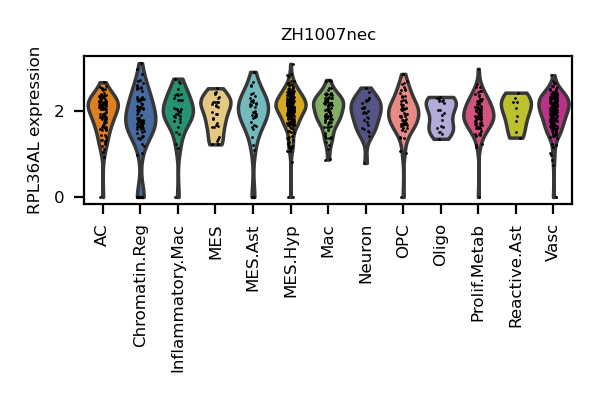 ZH1007nec
RPL36AL expression
2
0
AC
Chromatin.Reg
Inflammatory.Mac
MES
MES.Ast
MES.Hyp
Mac
Neuron
OPC
Oligo
Prolif.Metab
Reactive.Ast
Vasc